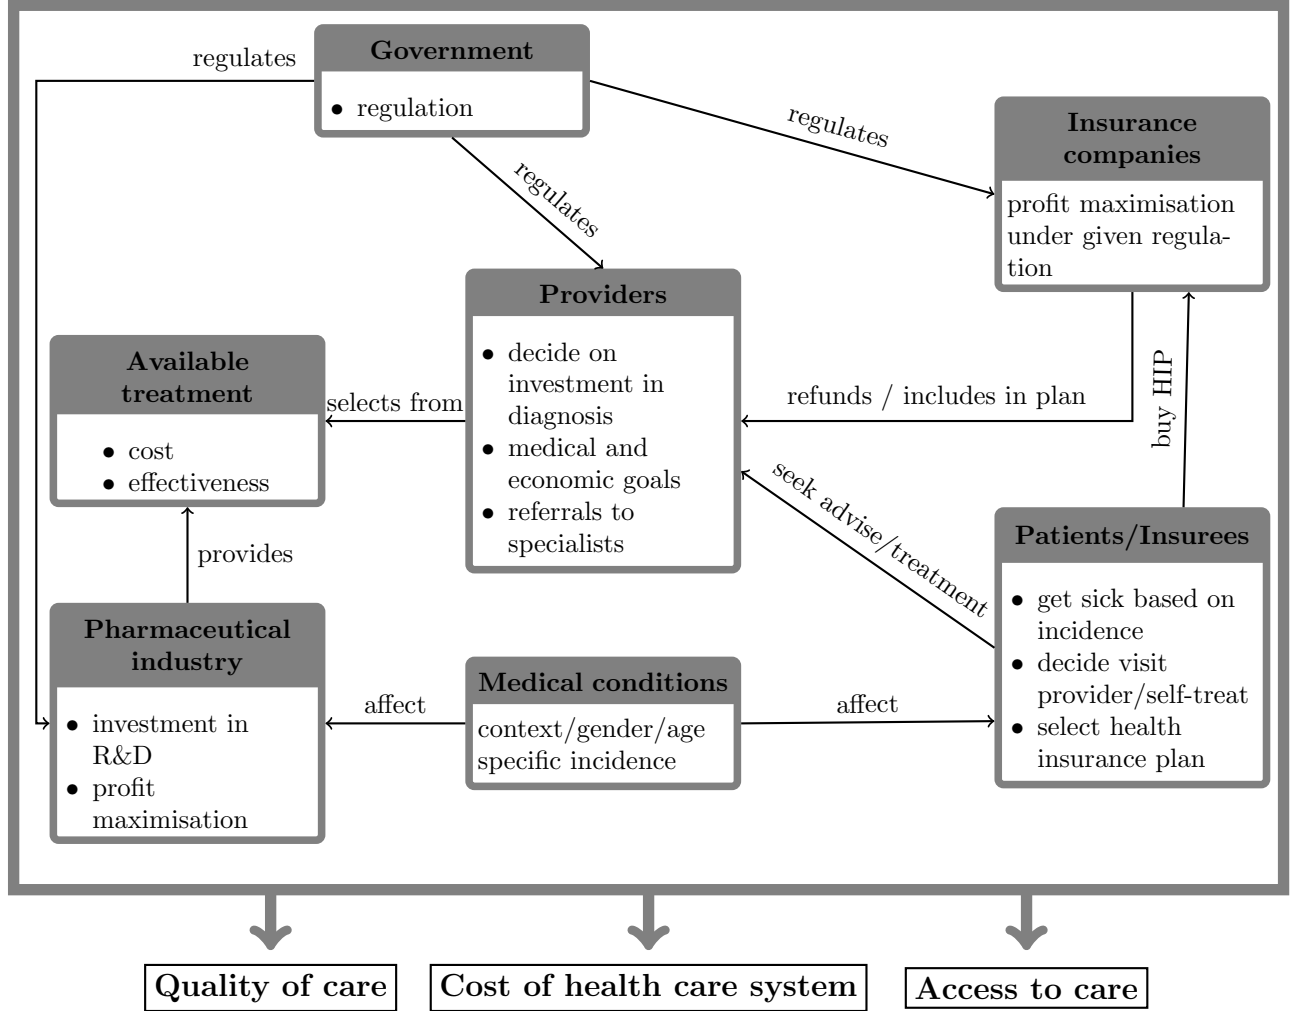 Government
regulates
• regulation
regulates
Insurance
companies
profit maximisation
under given regula-
tion
regulates
Providers
• decide on
investment in
diagnosis
• medical and
economic goals
• referrals to
specialists
Available
treatment
• cost
• effectiveness
selects from
refunds / includes in plan
buy HIP
seek advise/treatment
provides
Patients/Insurees
• get sick based on
incidence
• decide visit
provider/self-treat
• select health
insurance plan
Pharmaceutical
industry
• investment in
R&D
• profit
maximisation
affect
Medical conditions
context/gender/age
specific incidence
affect
Quality of care
Cost of health care system
Access to care